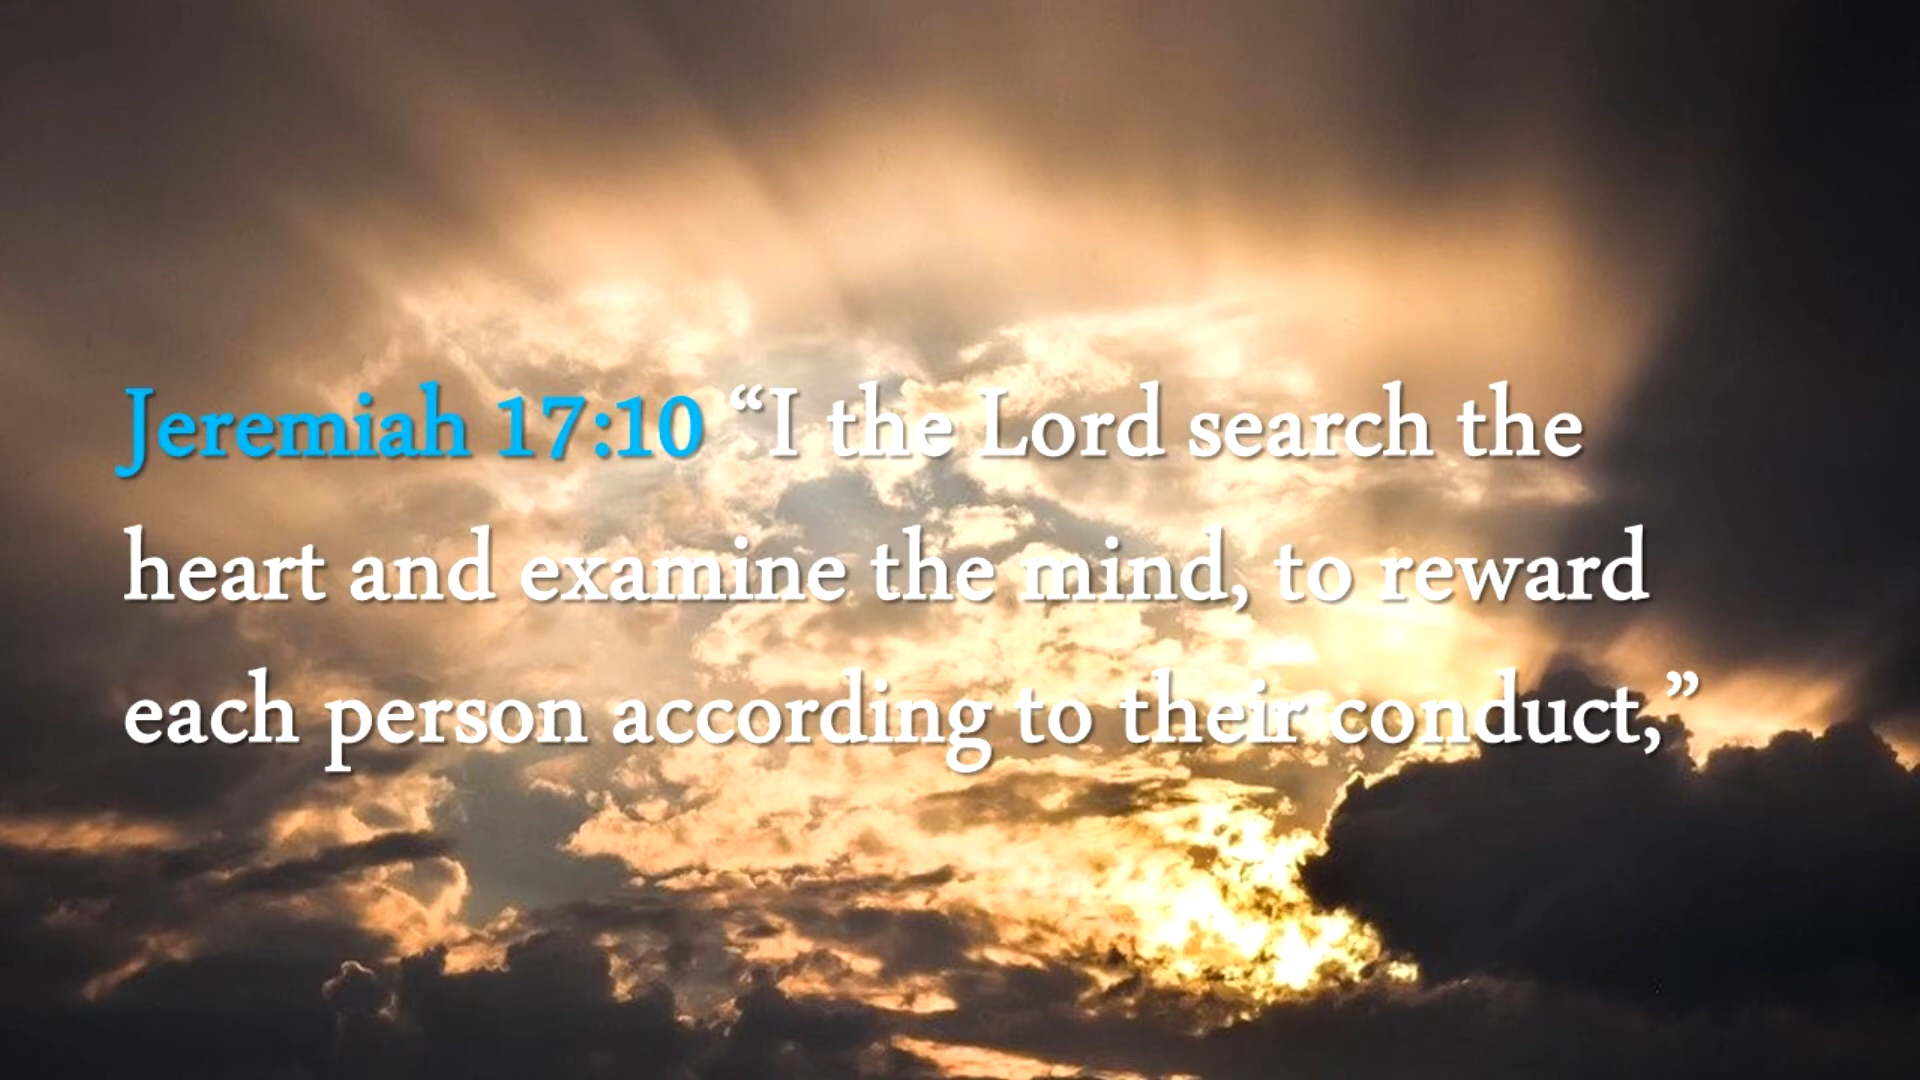 Jeremiah 17:10 “I the Lord search the
heart and examine the mind, to reward
each person according to their conduct,”